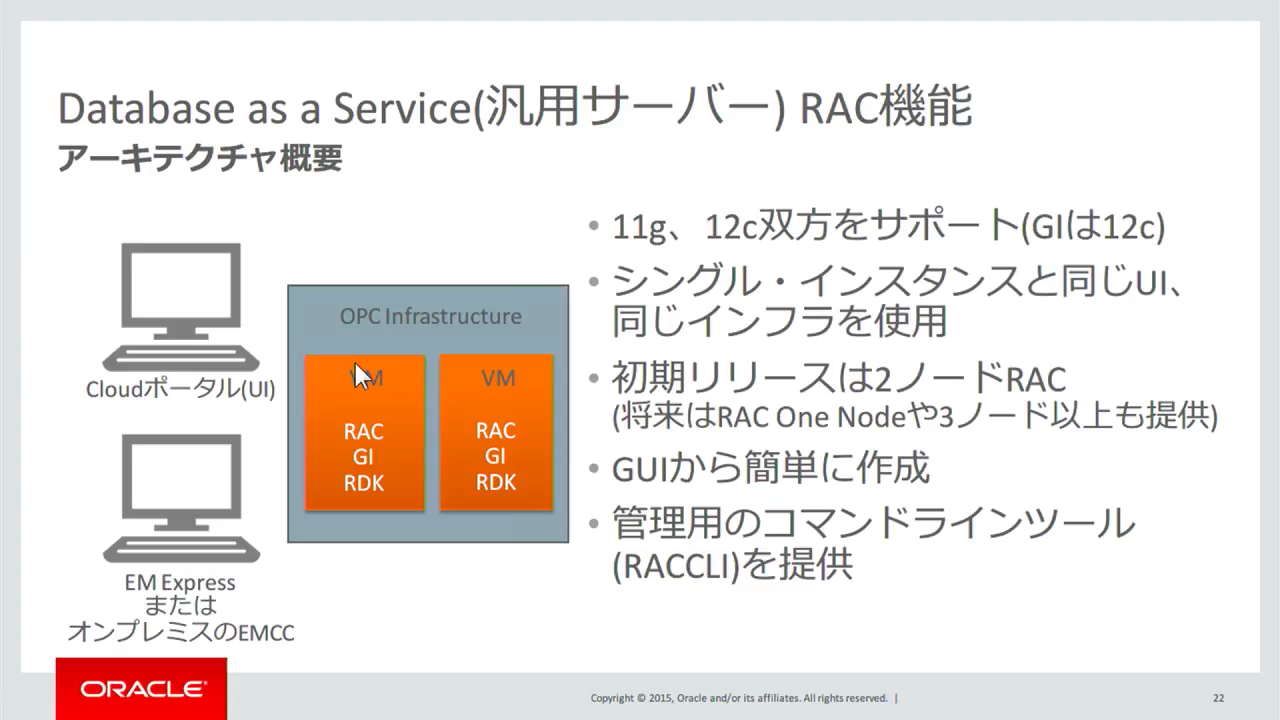 Database as a Service(汎用サーバー) RAC機能
アーキテクチャ概要
Cloudポータル(UI)
EM Express
または
オンプレミスのEMCC
OPC Infrastructure
VM
RAC
GI
RDK
VM
RAC
GI
RDK
• 11g、12c双方をサポート(GIは12c)
• シングル・インスタンスと同じUI、
同じインフラを使用
• 初期リリースは2ノードRAC
(将来はRAC One Nodeや3ノード以上も提供)
• GUIから簡単に作成
• 管理用のコマンドラインツール
(RACCLI)を提供
ORACLE®
Copyright © 2015, Oracle and/or its affiliates. All rights reserved. |
22